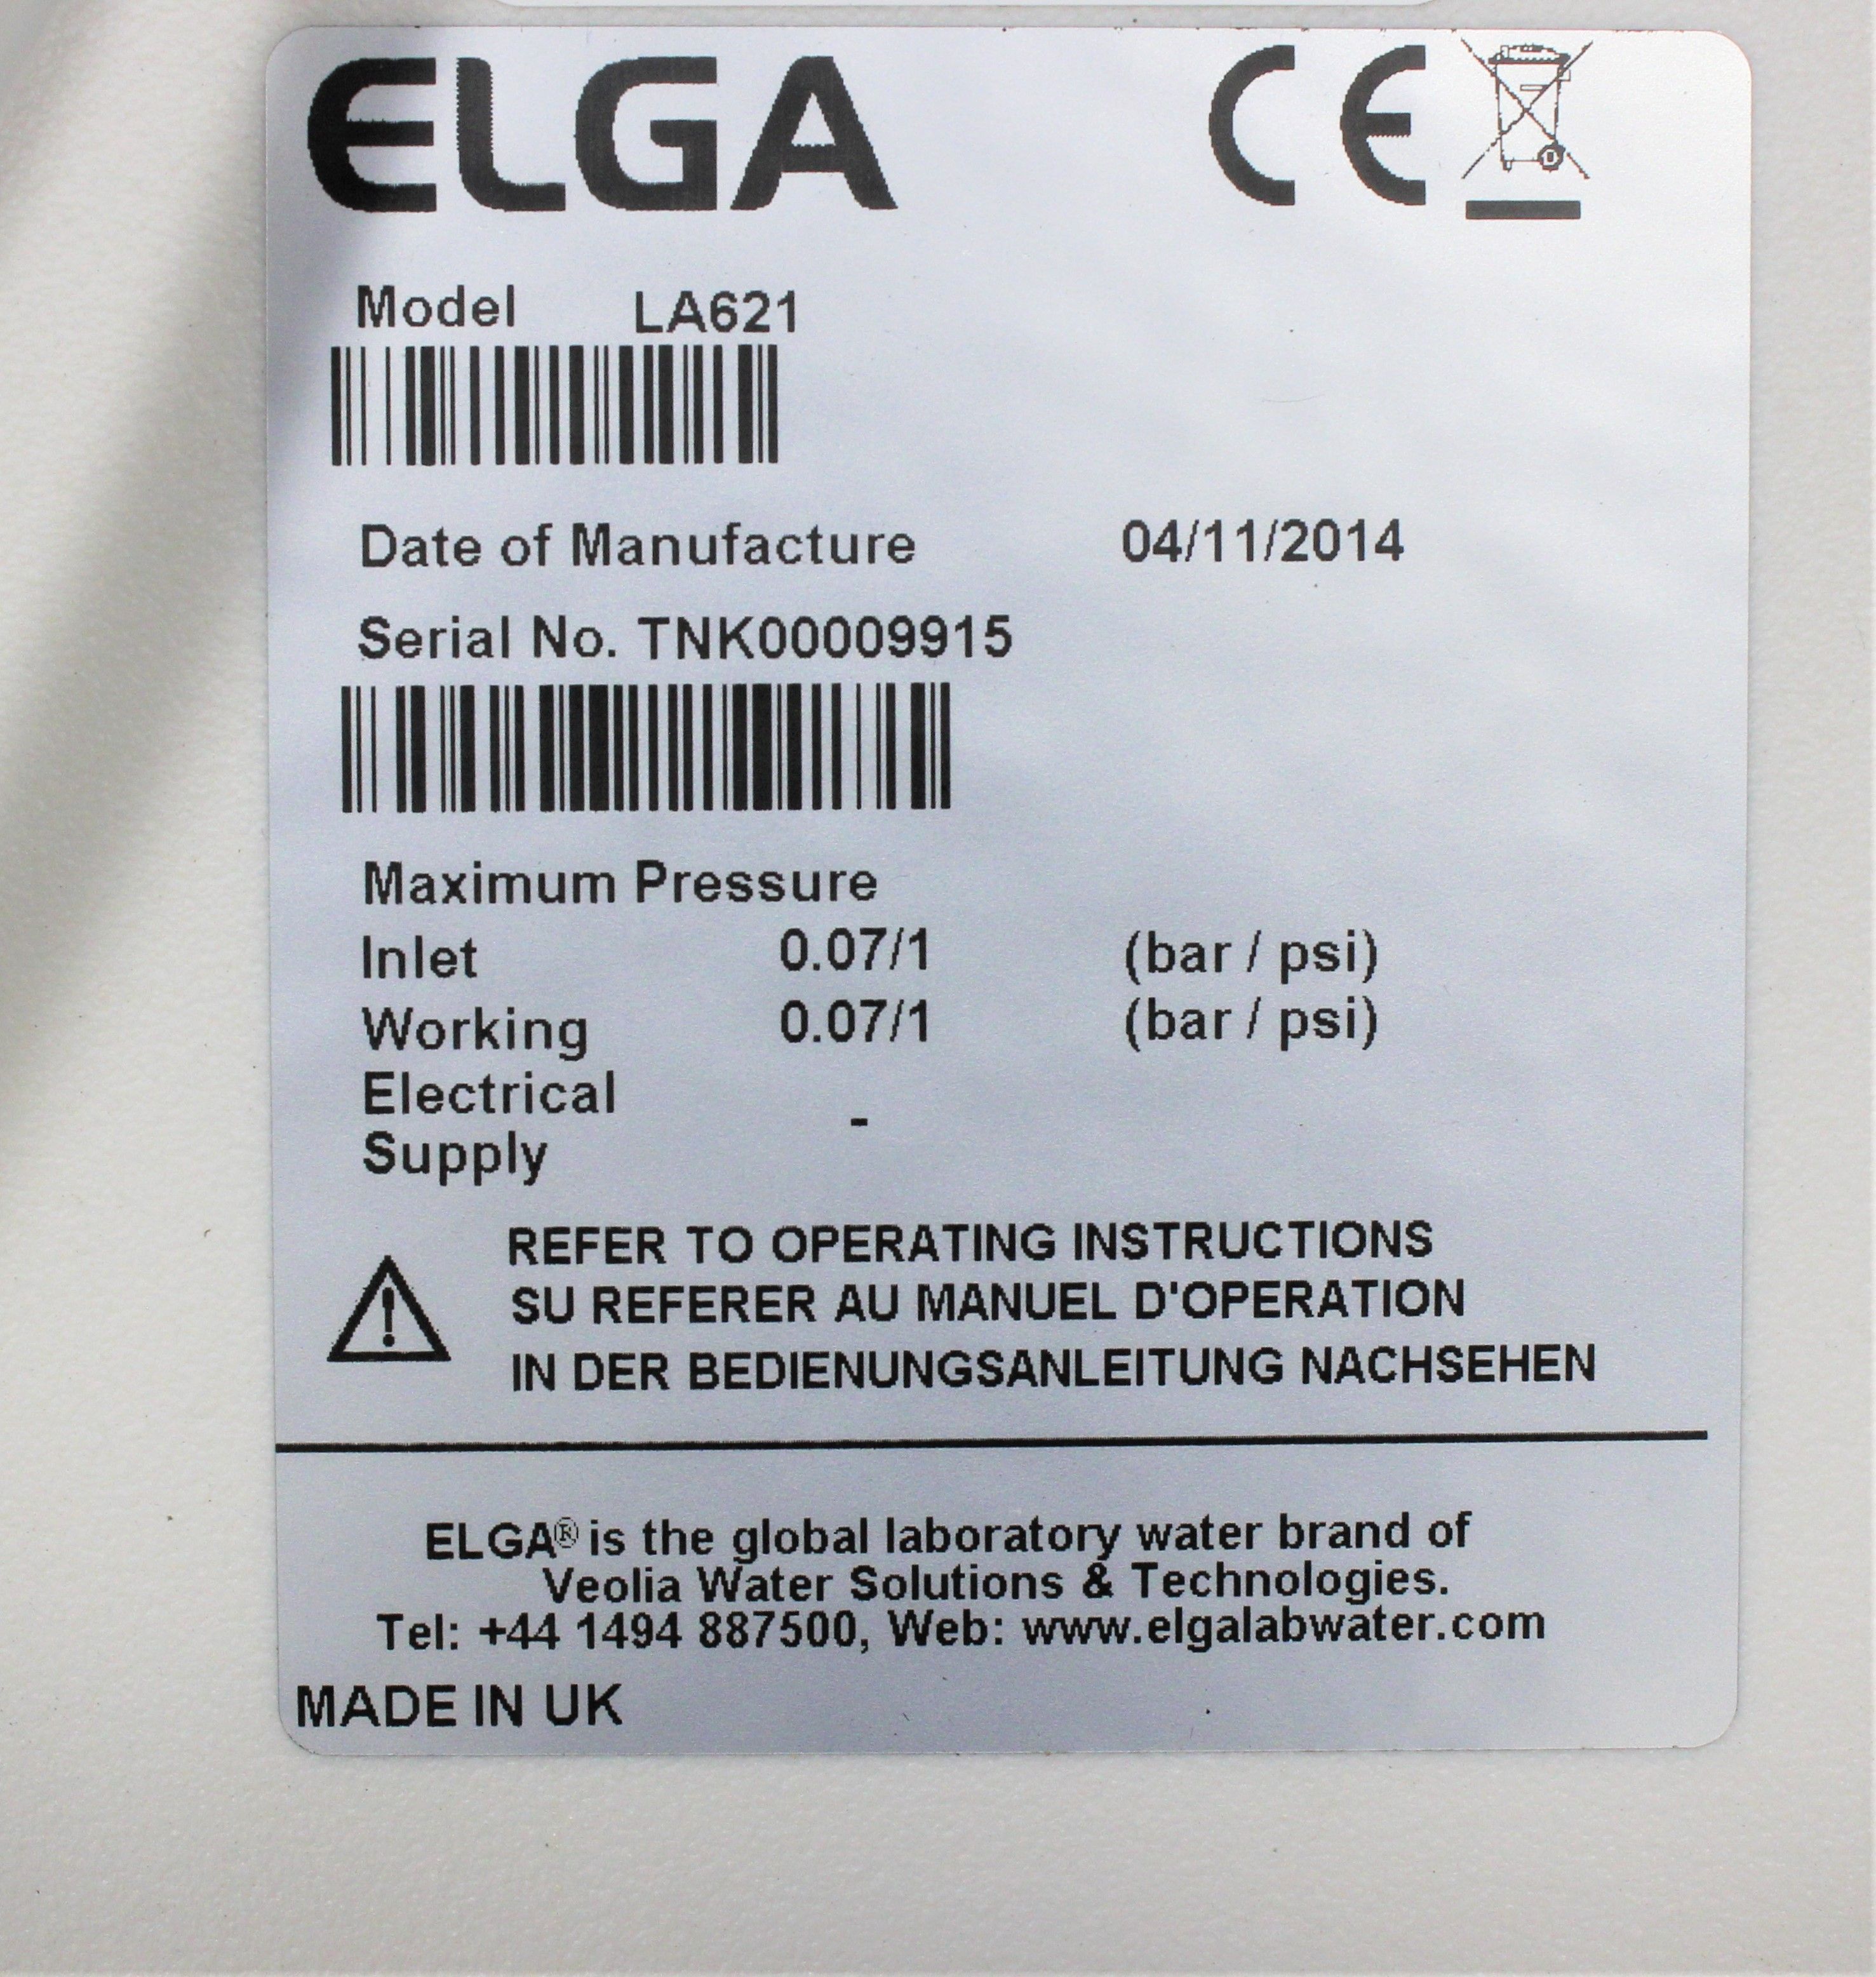 ELGA CE
Model LA621
Date of Manufacture 04/11/2014
Serial No. TNK00009915
Maximum Pressure
Inlet 0.07/1 (bar / psi)
Working 0.07/1 (bar / psi)
Electrical
Supply -
REFER TO OPERATING INSTRUCTIONS
SU REFERER AU MANUEL D'OPERATION
IN DER BEDIENUNGSANLEITUNG NACHSEHEN
ELGA® is the global laboratory water brand of
Veolia Water Solutions & Technologies.
Tel: +44 1494 887500, Web: www.elgalabwater.com
MADE IN UK